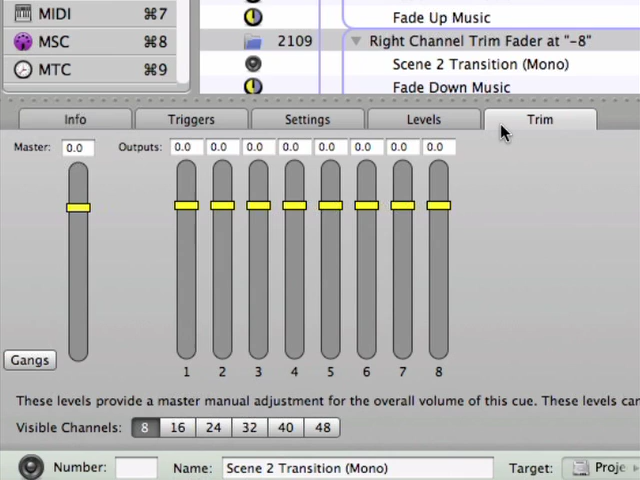 MIDI ⌘7
Fade Up Music
MSC ⌘8
2109 Right Channel Trim Fader at "-8"
MTC ⌘9
Scene 2 Transition (Mono)
Fade Down Music
Info Triggers Settings Levels Trim
Master: 0.0 Outputs: 0.0 0.0 0.0 0.0 0.0 0.0 0.0 0.0
Gangs
1 2 3 4 5 6 7 8
These levels provide a master manual adjustment for the overall volume of this cue. These levels can
Visible Channels: 8 16 24 32 40 48
Number: Name: Scene 2 Transition (Mono) Target: Proje